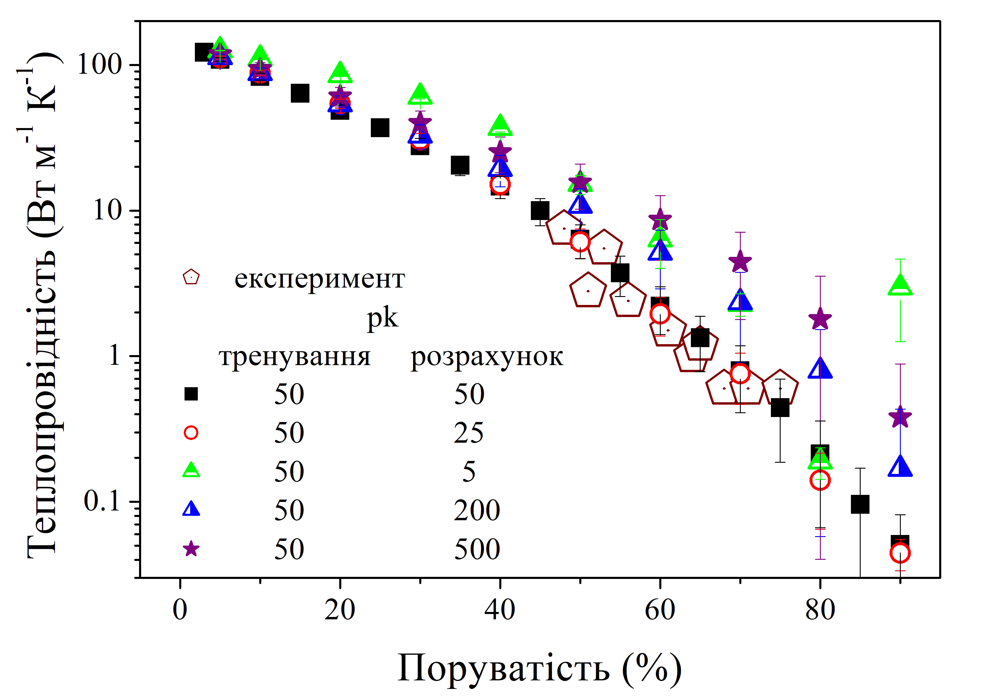 Теплопровідність (Вт м⁻¹ К⁻¹)
100
10
1
0.1
експеримент
pk
тренування розрахунок
50 50
50 25
50 5
50 200
50 500
0 20 40 60 80
Поруватість (%)